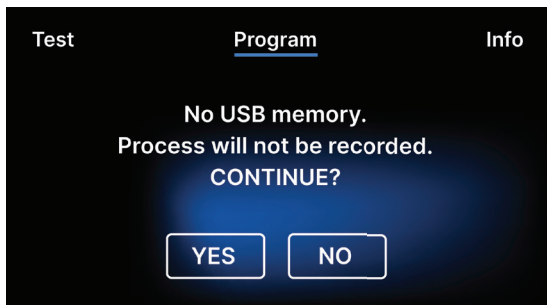 Test Program Info
No USB memory.
Process will not be recorded.
CONTINUE?
YES NO